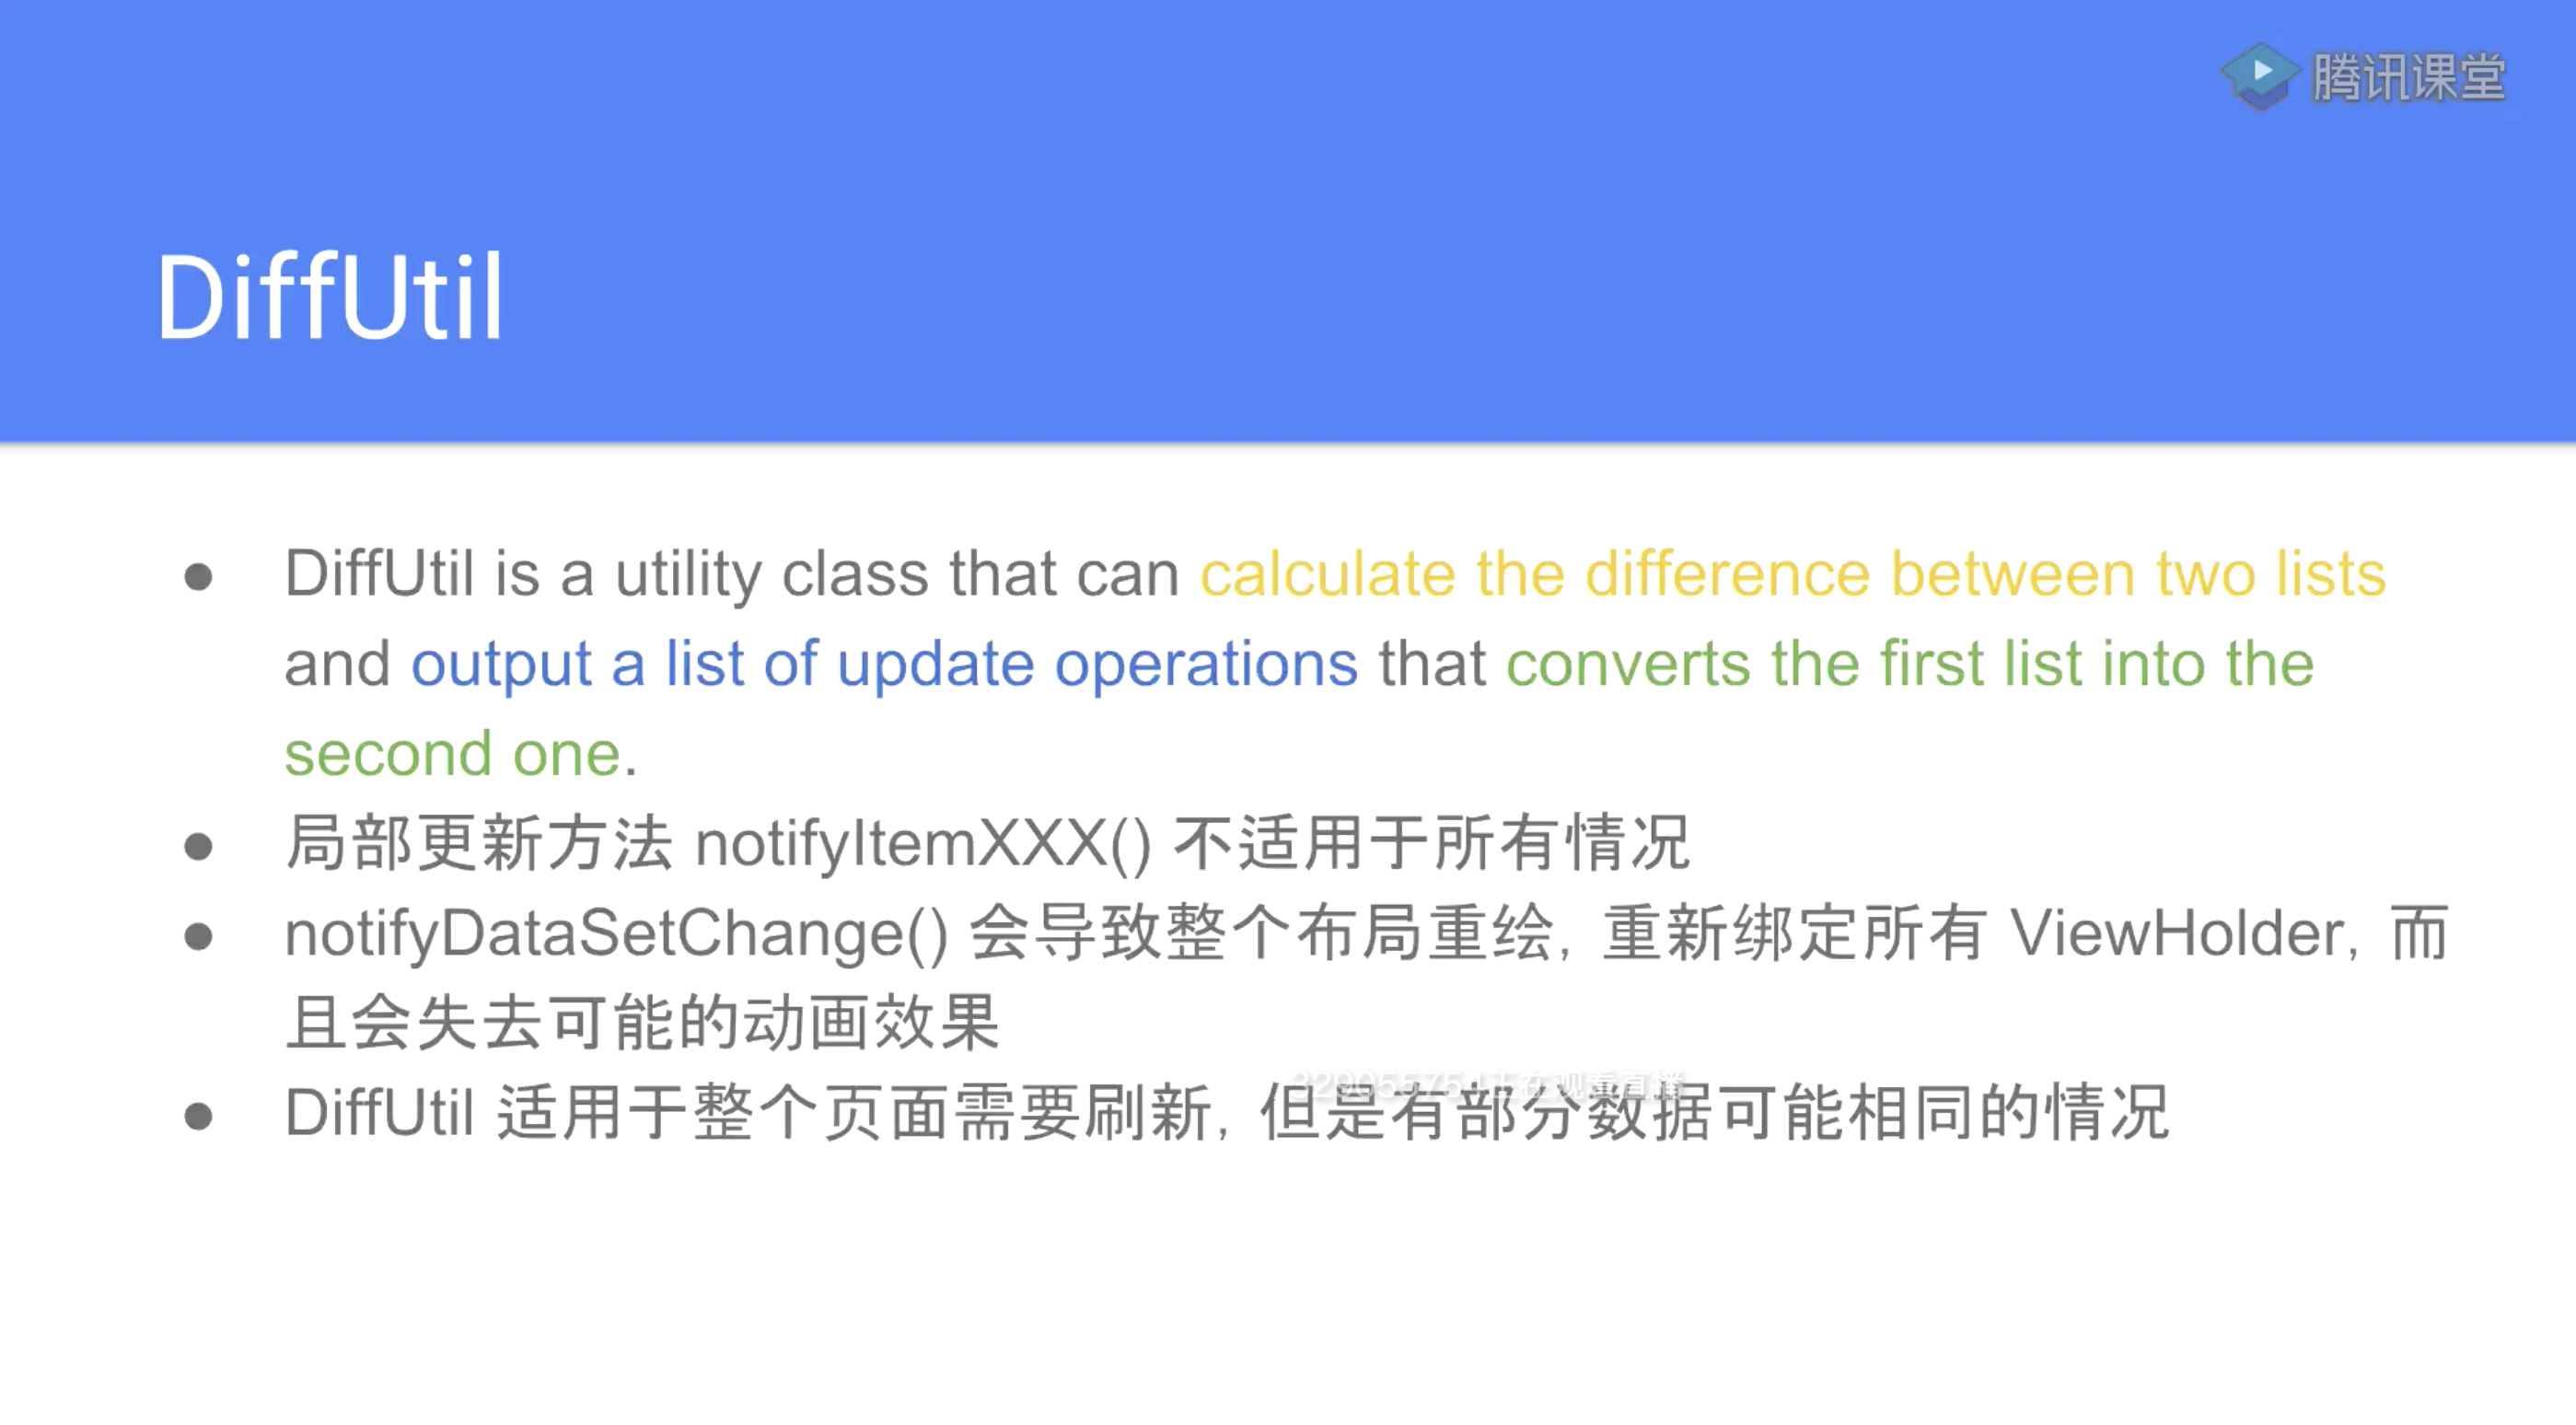 腾讯课堂
DiffUtil
● DiffUtil is a utility class that can calculate the difference between two lists
and output a list of update operations that converts the first list into the
second one.
● 局部更新方法 notifyItemXXX() 不适用于所有情况
● notifyDataSetChange() 会导致整个布局重绘, 重新绑定所有 ViewHolder, 而
且会失去可能的动画效果
正在观看直播
● DiffUtil 适用于整个页面需要刷新, 但是有部分数据可能相同的情况